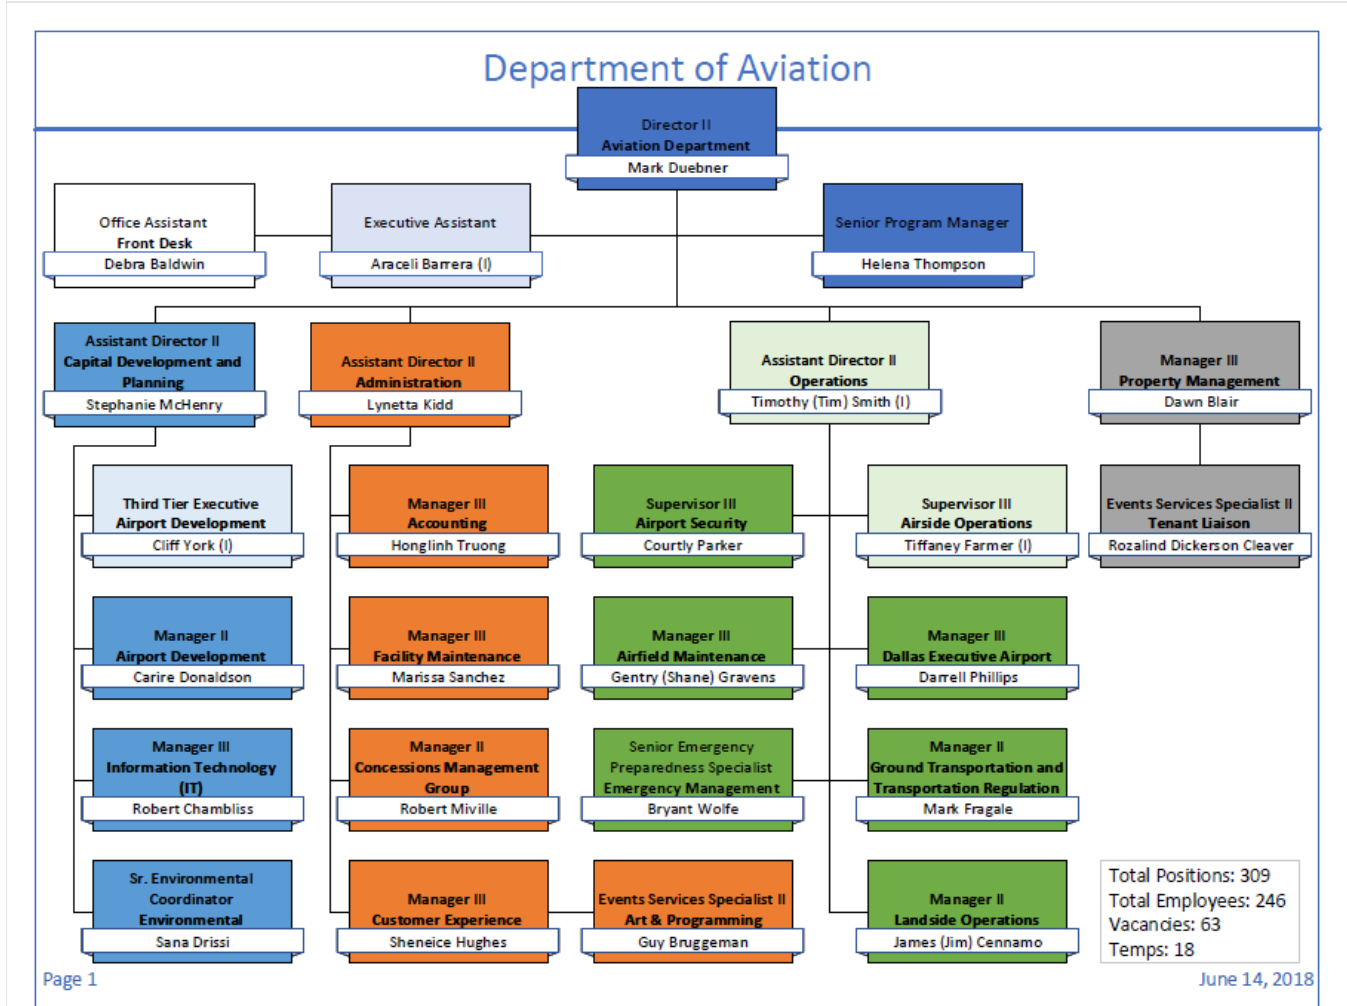 Department of Aviation
Director II
Aviation Department
Mark Duebner
Office Assistant
Front Desk
Debra Baldwin
Executive Assistant
Araceli Barrera (I)
Senior Program Manager
Helena Thompson
Assistant Director II
Capital Development and
Planning
Stephanie McHenry
Assistant Director II
Administration
Lynetta Kidd
Assistant Director II
Operations
Timothy (Tim) Smith (I)
Manager III
Property Management
Dawn Blair
Third Tier Executive
Airport Development
Cliff York (I)
Manager III
Accounting
Honglinh Truong
Supervisor III
Airport Security
Courtly Parker
Supervisor III
Airside Operations
Tiffaney Farmer (I)
Events Services Specialist II
Tenant Liaison
Rozalind Dickerson Cleaver
Manager II
Airport Development
Carire Donaldson
Manager III
Facility Maintenance
Marissa Sanchez
Manager III
Airfield Maintenance
Gentry (Shane) Gravens
Manager III
Dallas Executive Airport
Darrell Phillips
Manager III
Information Technology
(IT)
Robert Chambliss
Manager II
Concessions Management
Group
Robert Miville
Senior Emergency
Preparedness Specialist
Emergency Management
Bryant Wolfe
Manager II
Ground Transportation and
Transportation Regulation
Mark Fragale
Sr. Environmental
Coordinator
Environmental
Sana Drissi
Manager III
Customer Experience
Sheneice Hughes
Events Services Specialist II
Art & Programming
Guy Bruggeman
Manager II
Landside Operations
James (Jim) Cennamo
Total Positions: 309
Total Employees: 246
Vacancies: 63
Temps: 18
Page 1
June 14, 2018